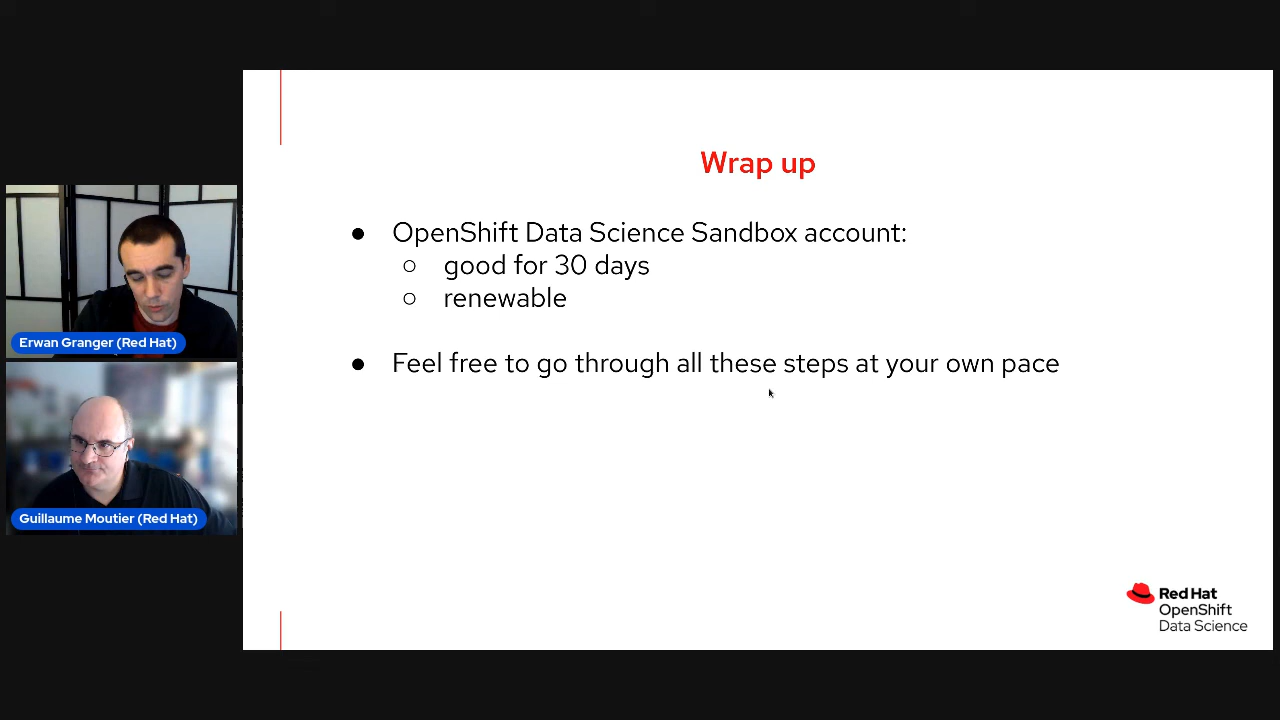 Wrap up
● OpenShift Data Science Sandbox account:
○ good for 30 days
○ renewable
● Feel free to go through all these steps at your own pace
Erwan Granger (Red Hat)
Guillaume Moutier (Red Hat)
Red Hat
OpenShift
Data Science